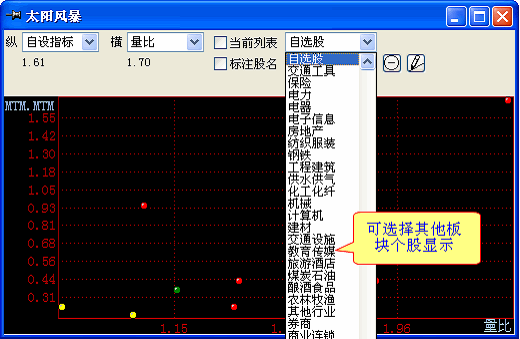 太阳风暴
纵 自设指标 横 量比 当前列表 自选股
1.61 1.70 标注股名
自选股
交通工具
保险
电力
电器
电子信息
房地产
纺织服装
钢铁
工程建筑
供水供气
化工化纤
机械
计算机
建材
交通设施
教育传媒
旅游酒店
煤炭石油
酿酒食品
农林牧渔
其他行业
券商
商业连锁
可选择其他板
块个股显示
MTM.MTM
1.55
1.42
1.30
1.18
1.05
0.93
0.81
0.68
0.56
0.44
0.31
1.15
1.96
量比